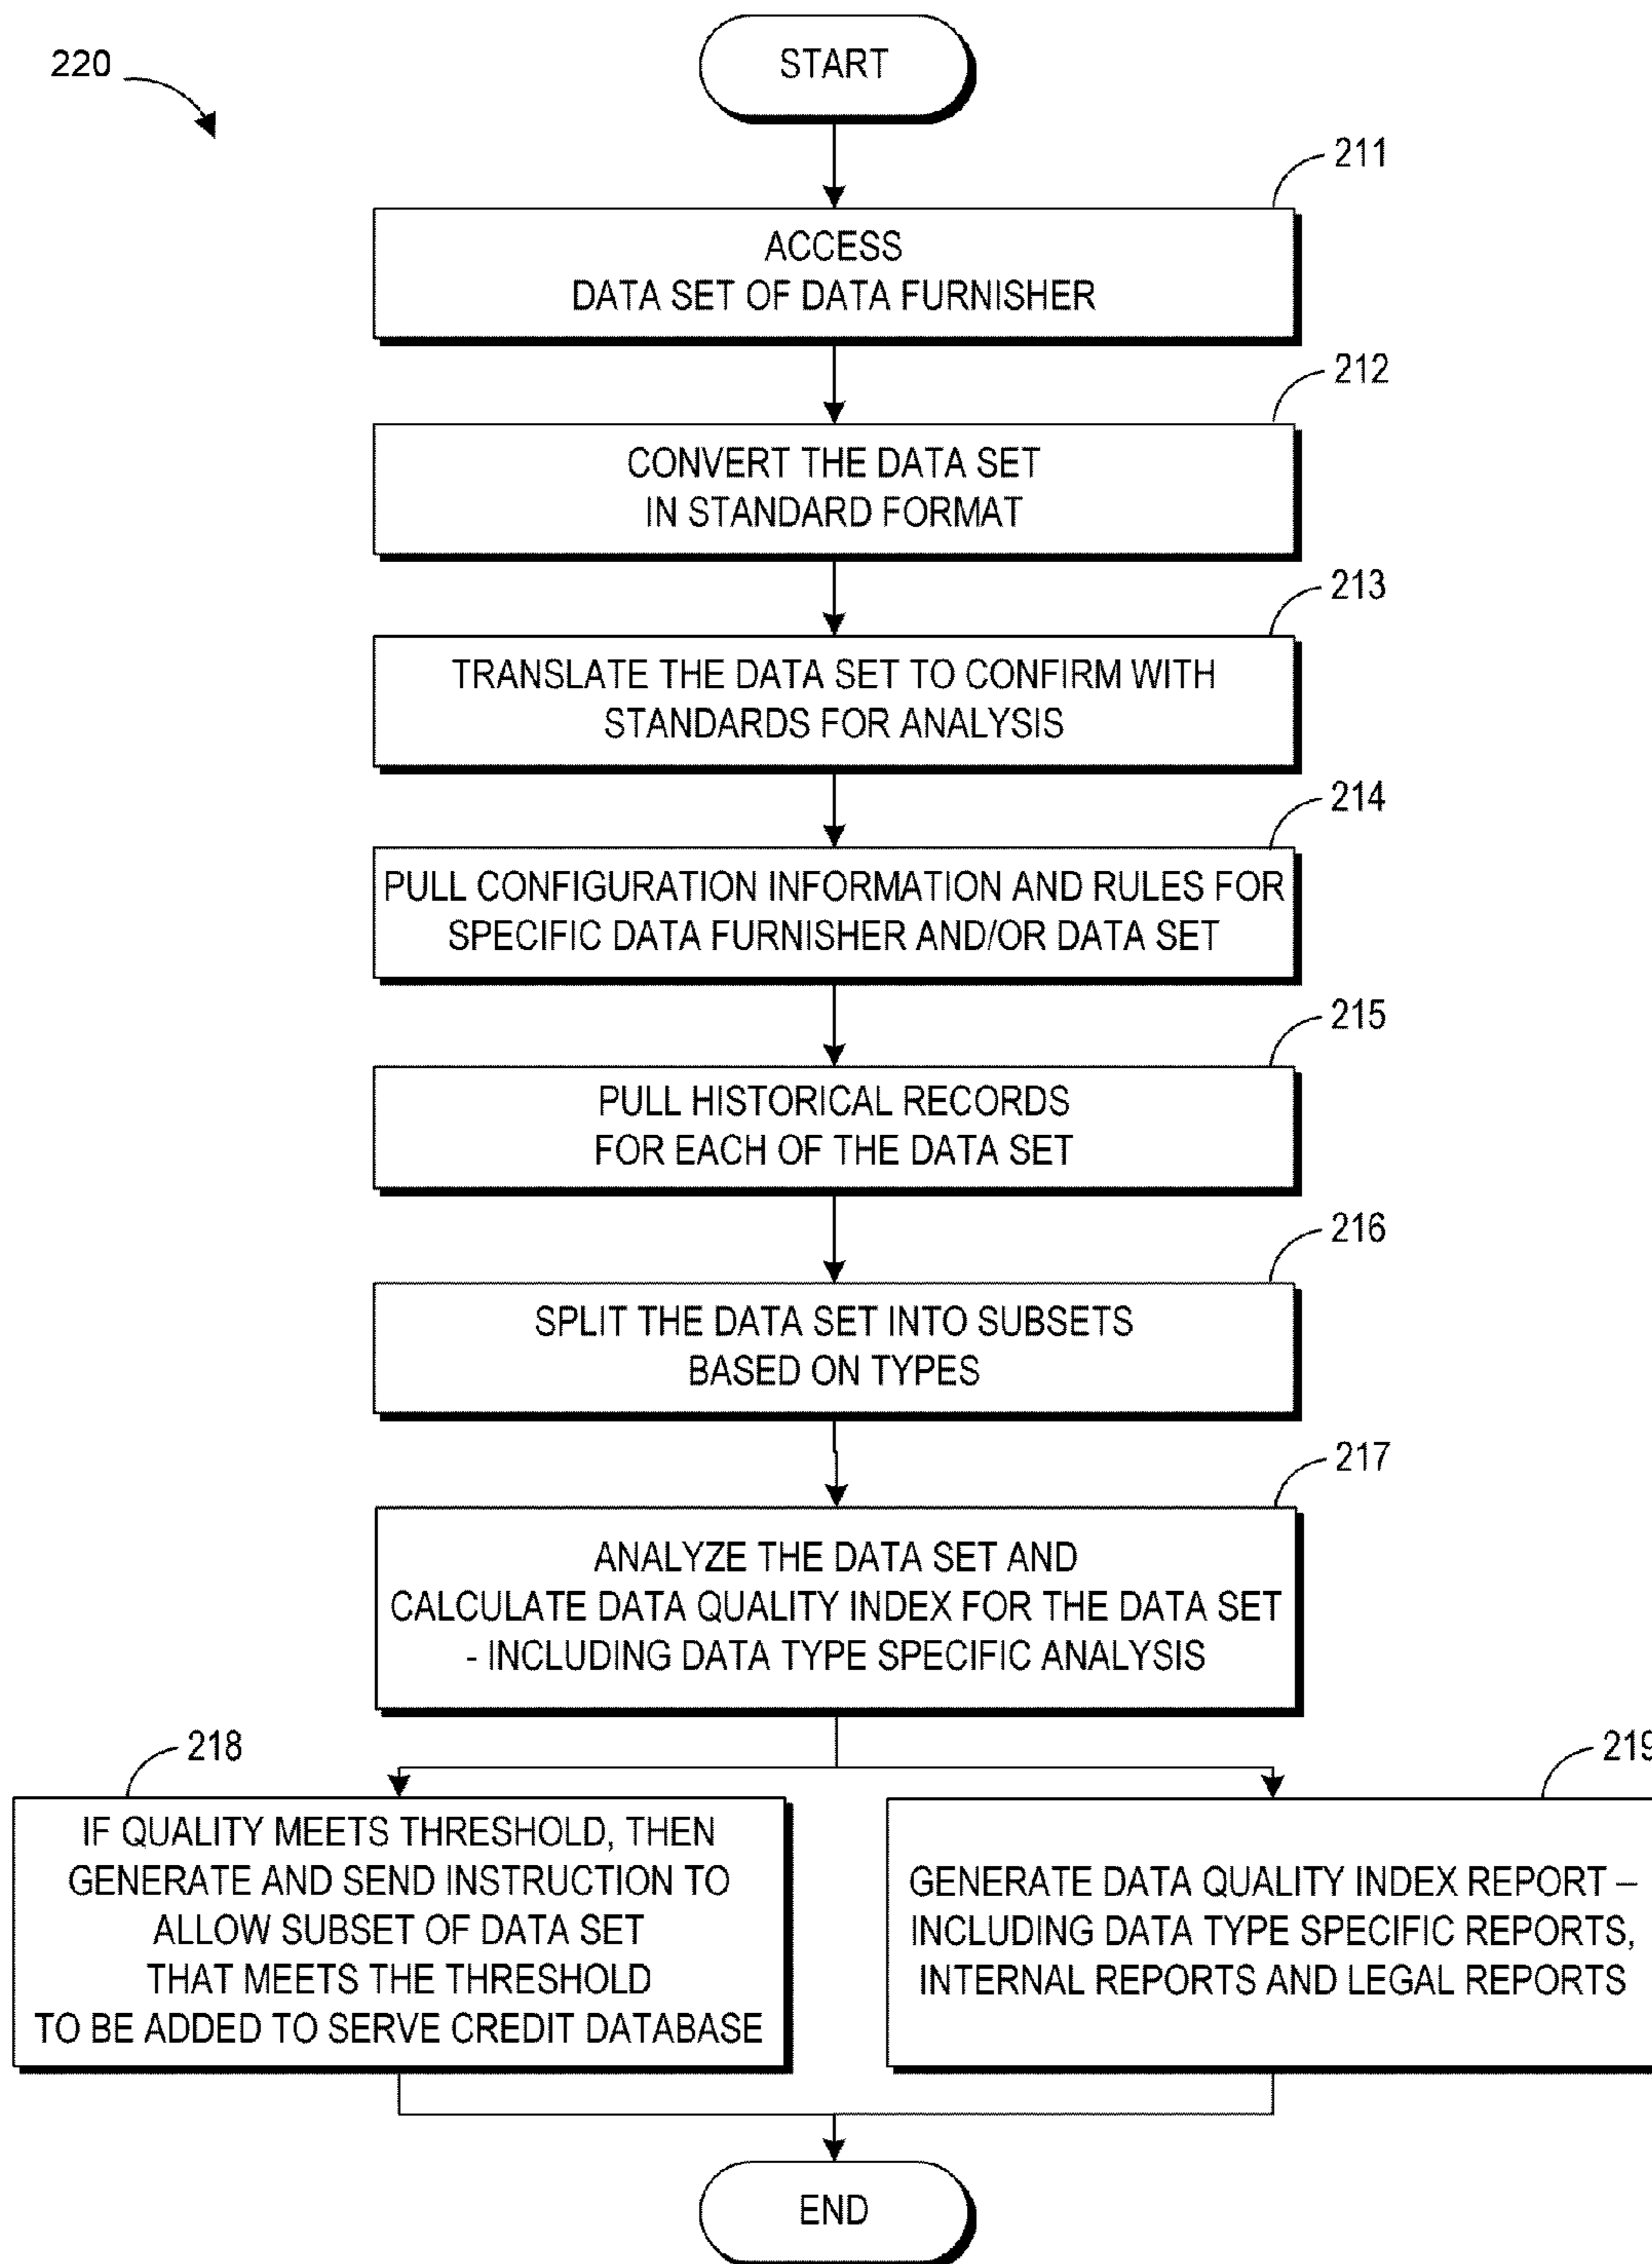 220
START
211
ACCESS
DATA SET OF DATA FURNISHER
212
CONVERT THE DATA SET
IN STANDARD FORMAT
213
TRANSLATE THE DATA SET TO CONFIRM WITH
STANDARDS FOR ANALYSIS
214
PULL CONFIGURATION INFORMATION AND RULES FOR
SPECIFIC DATA FURNISHER AND/OR DATA SET
215
PULL HISTORICAL RECORDS
FOR EACH OF THE DATA SET
216
SPLIT THE DATA SET INTO SUBSETS
BASED ON TYPES
217
ANALYZE THE DATA SET AND
CALCULATE DATA QUALITY INDEX FOR THE DATA SET
- INCLUDING DATA TYPE SPECIFIC ANALYSIS
218
IF QUALITY MEETS THRESHOLD, THEN
GENERATE AND SEND INSTRUCTION TO
ALLOW SUBSET OF DATA SET
THAT MEETS THE THRESHOLD
TO BE ADDED TO SERVE CREDIT DATABASE
219
GENERATE DATA QUALITY INDEX REPORT –
INCLUDING DATA TYPE SPECIFIC REPORTS,
INTERNAL REPORTS AND LEGAL REPORTS
END